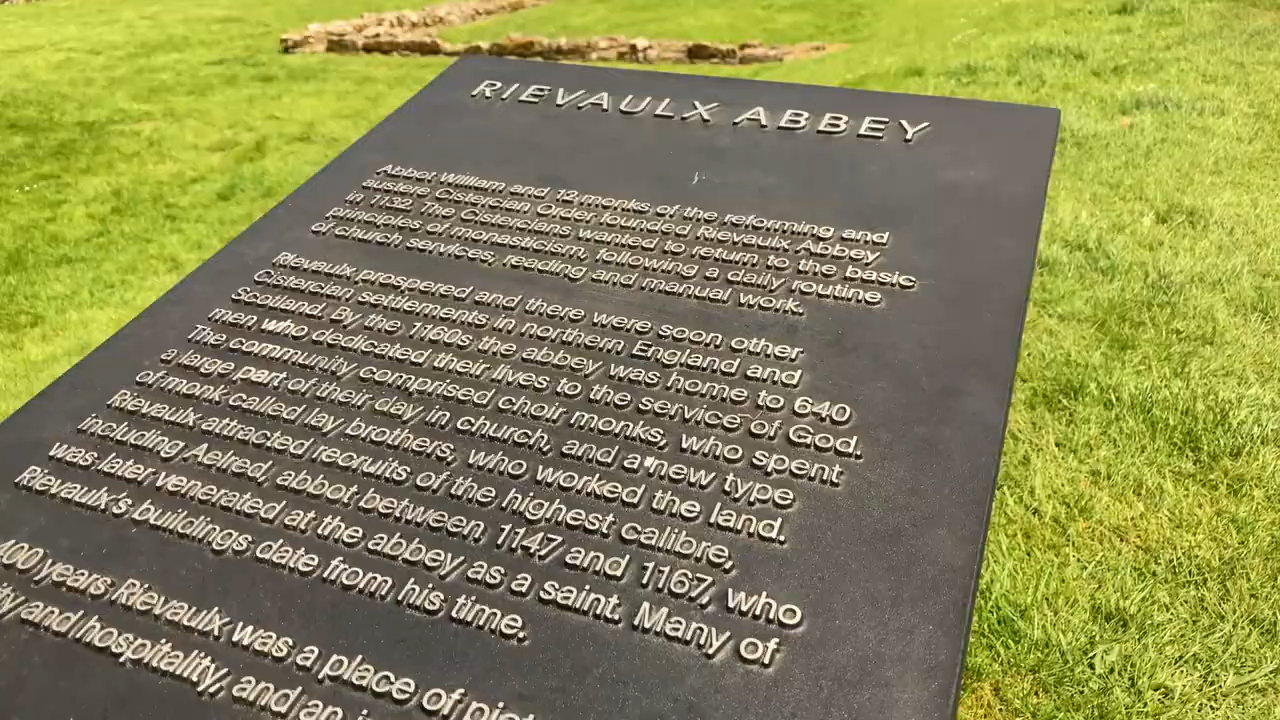 RIEVAULX ABBEY
Abbot William and 12 monks of the reforming and
austere Cistercian Order founded Rievaulx Abbey
in 1132. The Cistercians wanted to return to the basic
principles of monasticism, following a daily routine
of church services, reading and manual work.
Rievaulx prospered and there were soon other
Cistercian settlements in northern England and
Scotland. By the 1160s the abbey was home to 640
men who dedicated their lives to the service of God.
The community comprised choir monks, who spent
a large part of their day in church, and a new type
of monk called lay brothers, who worked the land.
Rievaulx attracted recruits of the highest calibre,
including Aelred, abbot between 1147 and 1167, who
was later venerated at the abbey as a saint. Many of
Rievaulx's buildings date from his time.
400 years Rievaulx was a place of
and hospitality, and an